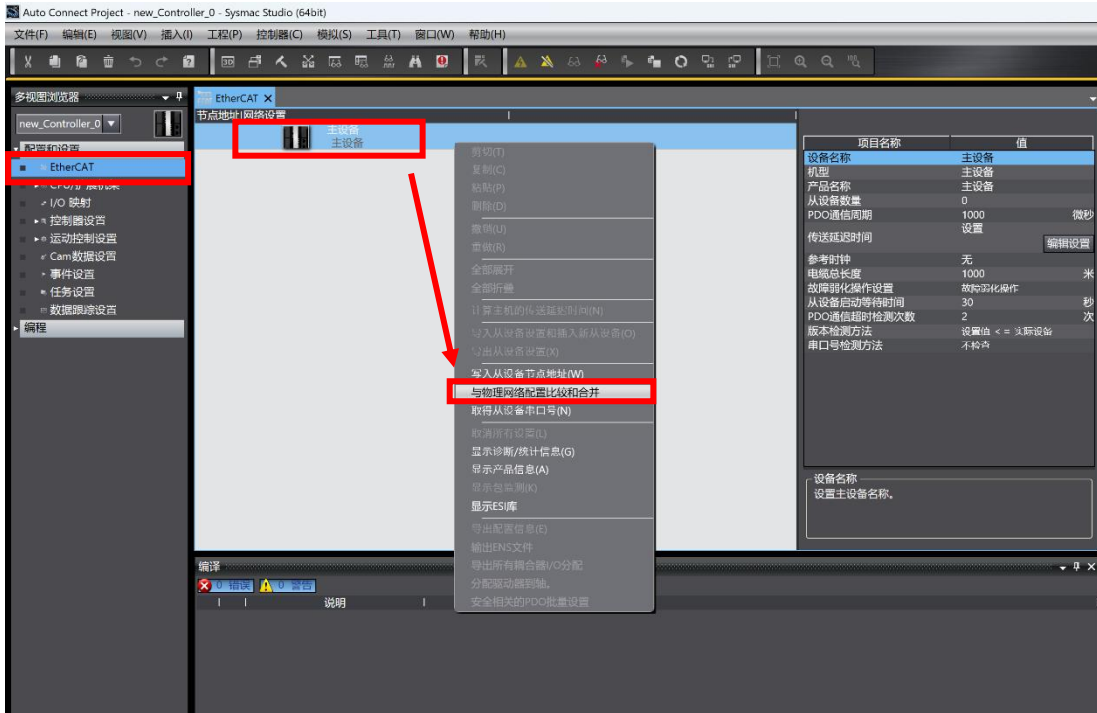 Auto Connect Project - new_Controller_0 - Sysmac Studio (64bit)
文件(F) 编辑(E) 视图(V) 插入(I) 工程(P) 控制器(C) 模拟(S) 工具(T) 窗口(W) 帮助(H)
多视图浏览器
new_Controller_0
配置和设置
EtherCAT
CPU/扩展机架
I/O 映射
控制器设置
运动控制设置
Cam数据设置
事件设置
任务设置
数据跟踪设置
编程
EtherCAT
节点地址|网络设置
主设备
主设备
剪切(T)
复制(C)
粘贴(P)
删除(D)
撤销(U)
重做(R)
全部展开
全部折叠
计算主机的传送延迟时间(N)
导入从设备设置和插入新从设备(O)
导出从设备设置(X)
写入从设备节点地址(W)
与物理网络配置比较和合并
取得从设备串口号(N)
取消所有设置(L)
显示诊断/统计信息(G)
显示产品信息(A)
显示包监测(K)
显示ESI库
导出配置信息(E)
输出ENS文件
导出所有耦合器I/O分配
分配驱动器到轴。
安全相关的PDO批量设置
项目名称 值
设备名称 主设备
机型 主设备
产品名称 主设备
从设备数量 0
PDO通信周期 1000 微秒
传送延迟时间 设置
编辑设置
参考时钟 无
电缆总长度 1000 米
故障弱化操作设置 故障弱化操作
从设备启动等待时间 30 秒
PDO通信超时检测次数 2 次
版本检测方法 设置值 <= 实际设备
串口号检测方法 不检查
设备名称
设置主设备名称。
编译
0 错误 0 警告
说明